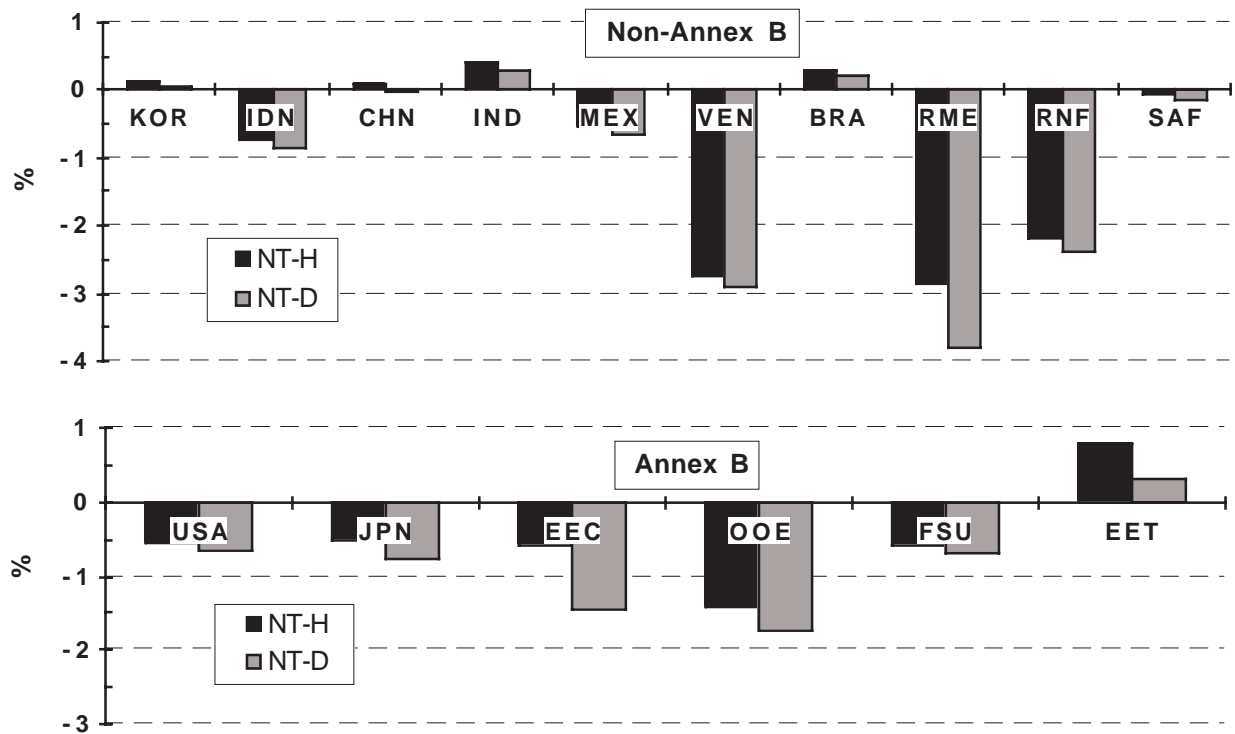 1
Non-Annex B
0
KOR IDN CHN IND MEX VEN BRA RME RNF SAF
-1
%
-2
NT-H
NT-D
-3
-4
1
Annex B
0
USA JPN EEC OOE FSU EET
%
-1
NT-H
NT-D
-2
-3